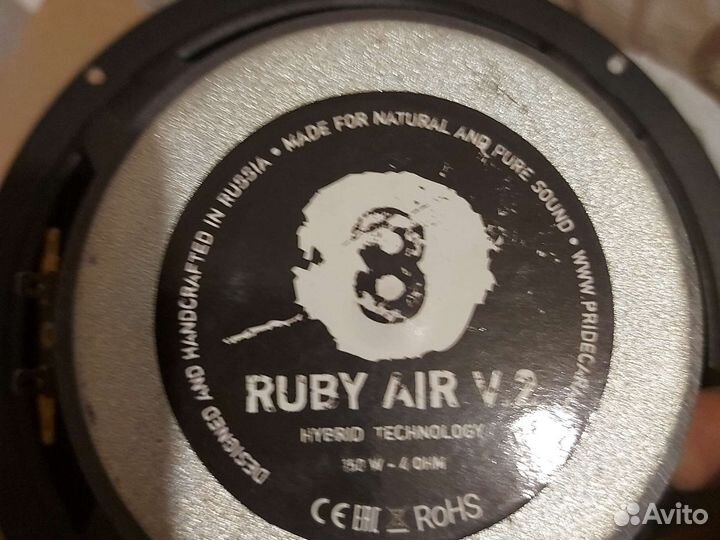 DESIGNED AND HANDCRAFTED IN RUSSIA • MADE FOR NATURAL AND PURE SOUND • WWW.PRIDECAR
8
RUBY AIR V.2
HYBRID TECHNOLOGY
150 W - 4 OHM
CE EAC RoHS
Avito